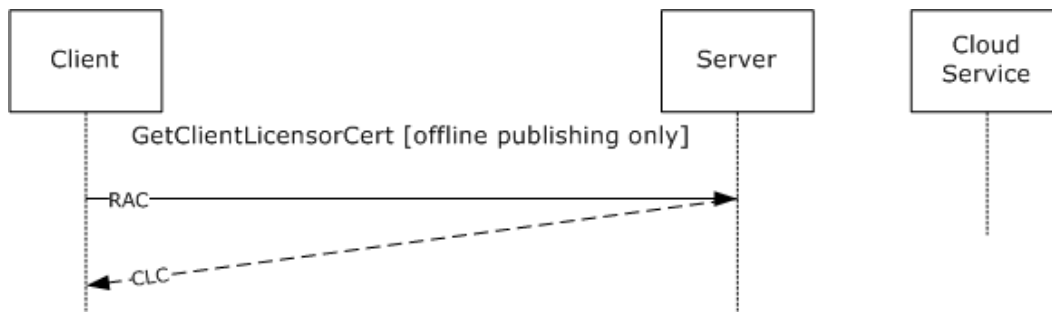 Client
Server
Cloud
Service
GetClientLicensorCert [offline publishing only]
RAC
CLC